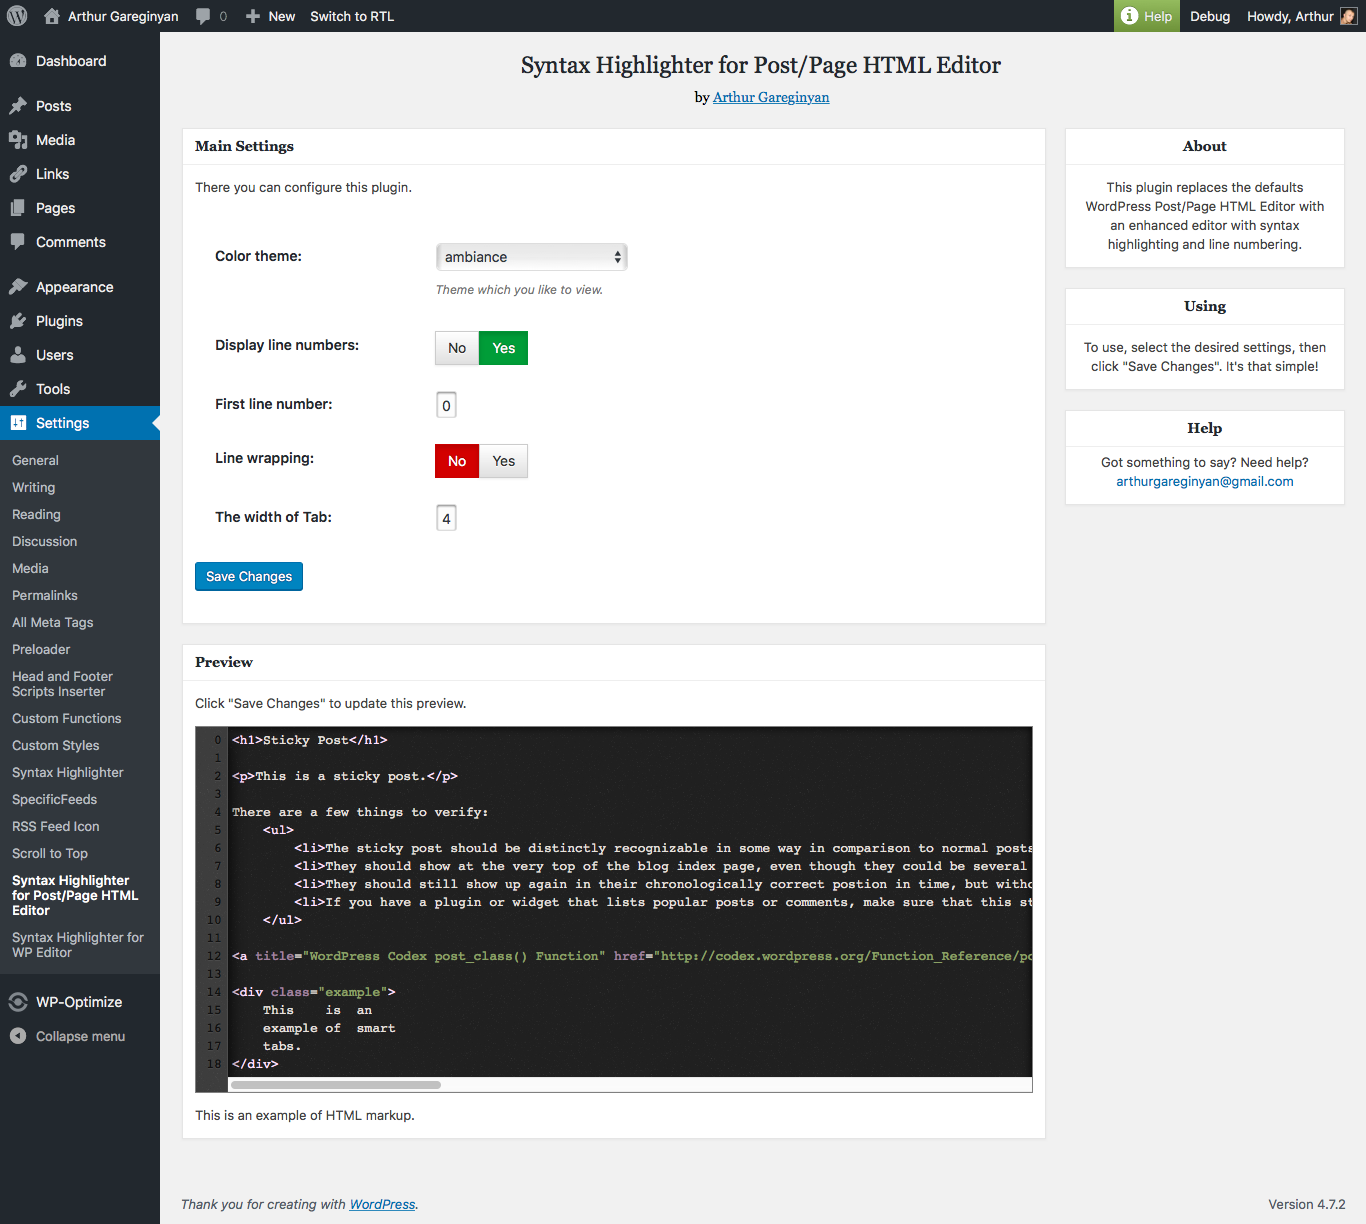 Arthur Gareginyan 0 New Switch to RTL Help Debug Howdy, Arthur
Dashboard
Posts
Media
Links
Pages
Comments
Appearance
Plugins
Users
Tools
Settings
General
Writing
Reading
Discussion
Media
Permalinks
All Meta Tags
Preloader
Head and Footer
Scripts Inserter
Custom Functions
Custom Styles
Syntax Highlighter
SpecificFeeds
RSS Feed Icon
Scroll to Top
Syntax Highlighter
for Post/Page HTML
Editor
Syntax Highlighter for
WP Editor
WP-Optimize
Collapse menu
Syntax Highlighter for Post/Page HTML Editor
by Arthur Gareginyan
Main Settings
There you can configure this plugin.
Color theme: ambiance
Theme which you like to view.
Display line numbers: No Yes
First line number: 0
Line wrapping: No Yes
The width of Tab: 4
Save Changes
Preview
Click "Save Changes" to update this preview.
0 <h1>Sticky Post</h1>
1
2 <p>This is a sticky post.</p>
3
4 There are a few things to verify:
5 <ul>
6 <li>The sticky post should be distinctly recognizable in some way in comparison to normal posts
7 <li>They should show at the very top of the blog index page, even though they could be several
8 <li>They should still show up again in their chronologically correct postion in time, but witho
9 <li>If you have a plugin or widget that lists popular posts or comments, make sure that this st
10 </ul>
11
12 <a title="WordPress Codex post_class() Function" href="http://codex.wordpress.org/Function_Reference/po
13
14 <div class="example">
15 This is an
16 example of smart
17 tabs.
18 </div>
This is an example of HTML markup.
About
This plugin replaces the defaults
WordPress Post/Page HTML Editor with
an enhanced editor with syntax
highlighting and line numbering.
Using
To use, select the desired settings, then
click "Save Changes". It's that simple!
Help
Got something to say? Need help?
arthurgareginyan@gmail.com
Thank you for creating with WordPress. Version 4.7.2